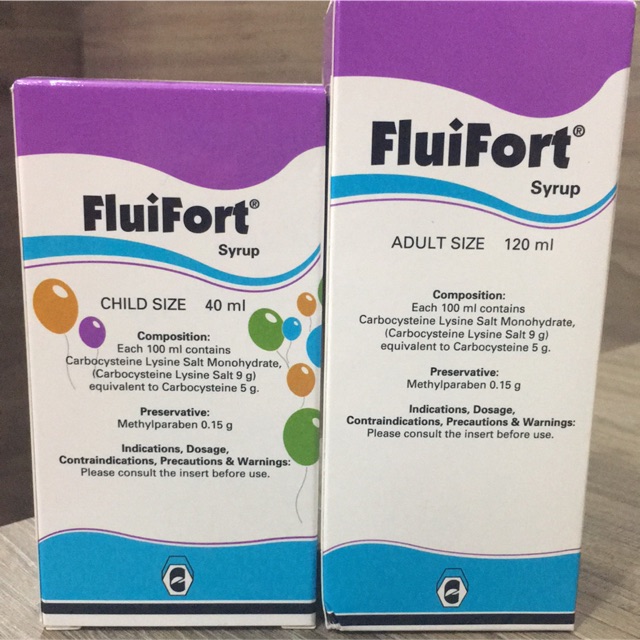 FluiFort®
Syrup
CHILD SIZE 40 ml
Composition:
Each 100 ml contains
Carbocysteine Lysine Salt Monohydrate,
(Carbocysteine Lysine Salt 9 g)
equivalent to Carbocysteine 5 g.
Preservative:
Methylparaben 0.15 g
Indications, Dosage,
Contraindications, Precautions & Warnings:
Please consult the insert before use.
FluiFort®
Syrup
ADULT SIZE 120 ml
Composition:
Each 100 ml contains
Carbocysteine Lysine Salt Monohydrate,
(Carbocysteine Lysine Salt 9 g)
equivalent to Carbocysteine 5 g.
Preservative:
Methylparaben 0.15 g
Indications, Dosage,
Contraindications, Precautions & Warnings:
Please consult the insert before use.